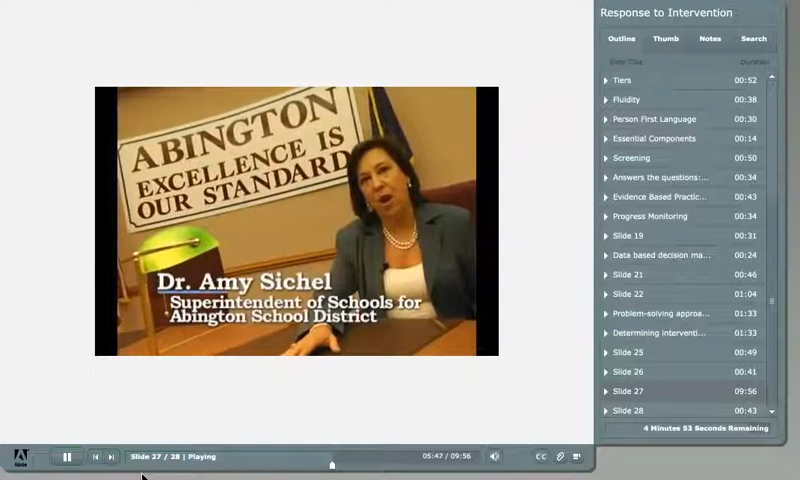 Response to Intervention
Outline Thumb Notes Search
Slide Title Duration
Tiers 00:52
Fluidity 00:38
Person First Language 00:30
Essential Components 00:14
Screening 00:50
Answers the questions:... 00:34
Evidence Based Practic... 00:43
Progress Monitoring 00:34
Slide 19 00:31
Data based decision ma... 00:24
Slide 21 00:46
Slide 22 01:04
Problem-solving approa... 01:33
Determining interventi... 01:33
Slide 25 00:49
Slide 26 00:41
Slide 27 09:56
Slide 28 00:43
4 Minutes 53 Seconds Remaining
ABINGTON
EXCELLENCE IS
OUR STANDARD
Dr. Amy Sichel
Superintendent of Schools for
Abington School District
Adobe
Slide 27 / 28 | Playing
05:47 / 09:56
CC